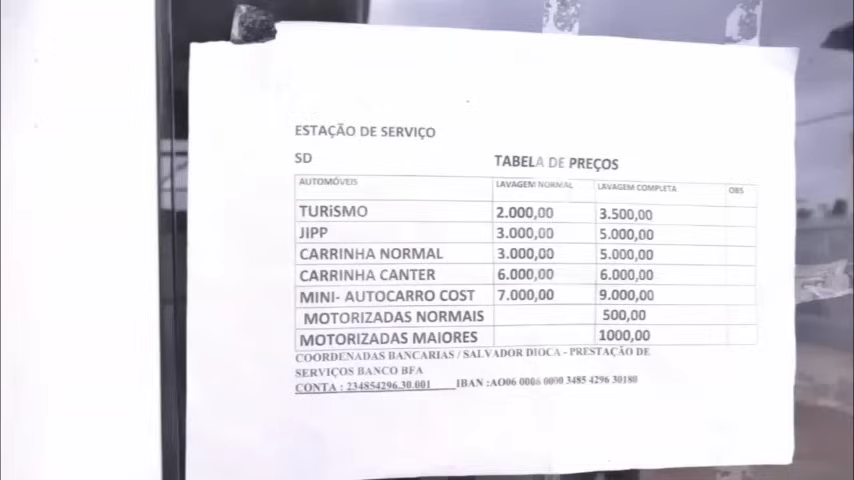 ESTAÇÃO DE SERVIÇO
SD TABELA DE PREÇOS
AUTOMÓVEIS LAVAGEM NORMAL LAVAGEM COMPLETA OBS
TURiSMO 2.000,00 3.500,00
JIPP 3.000,00 5.000,00
CARRINHA NORMAL 3.000,00 5.000,00
CARRINHA CANTER 6.000,00 6.000,00
MINI- AUTOCARRO COST 7.000,00 9.000,00
MOTORIZADAS NORMAIS 500,00
MOTORIZADAS MAIORES 1000,00
COORDENADAS BANCARIAS / SALVADOR DIOCA - PRESTAÇÃO DE
SERVIÇOS BANCO BFA
CONTA : 234854296.30.001 IBAN :AO06 0006 0000 3485 4296 30180